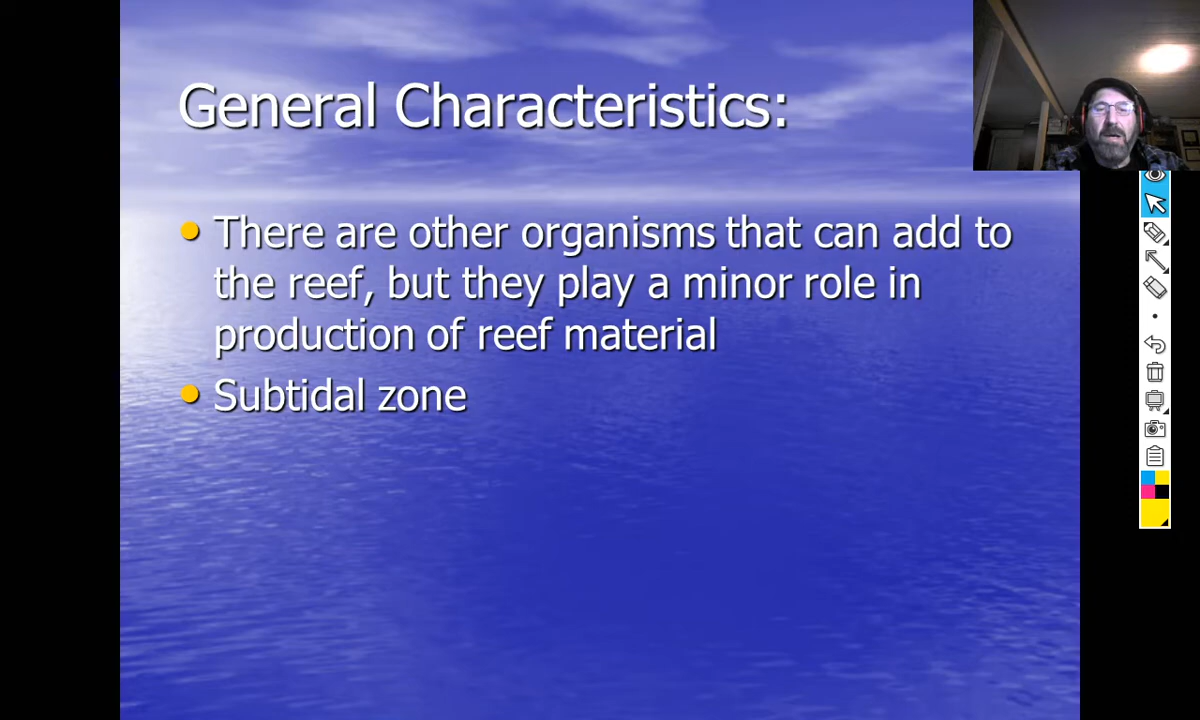 General Characteristics:
There are other organisms that can add to
the reef, but they play a minor role in
production of reef material
Subtidal zone